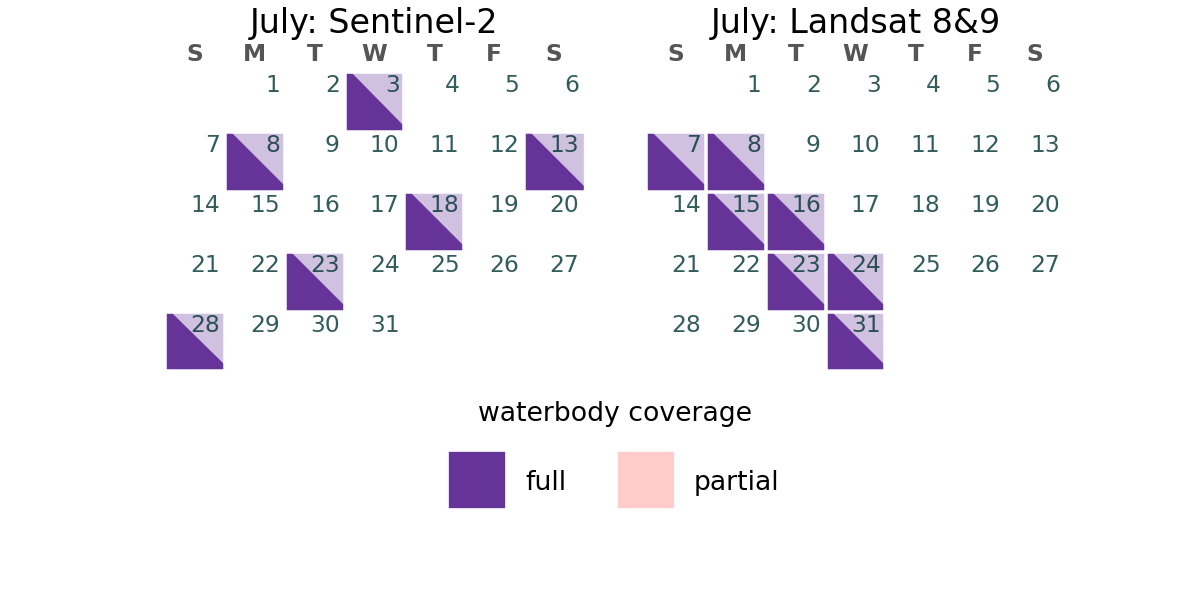 July: Sentinel-2
S M T W T F S
1 2 3 4 5 6
7 8 9 10 11 12 13
14 15 16 17 18 19 20
21 22 23 24 25 26 27
28 29 30 31
July: Landsat 8&9
S M T W T F S
1 2 3 4 5 6
7 8 9 10 11 12 13
14 15 16 17 18 19 20
21 22 23 24 25 26 27
28 29 30 31
waterbody coverage
full partial